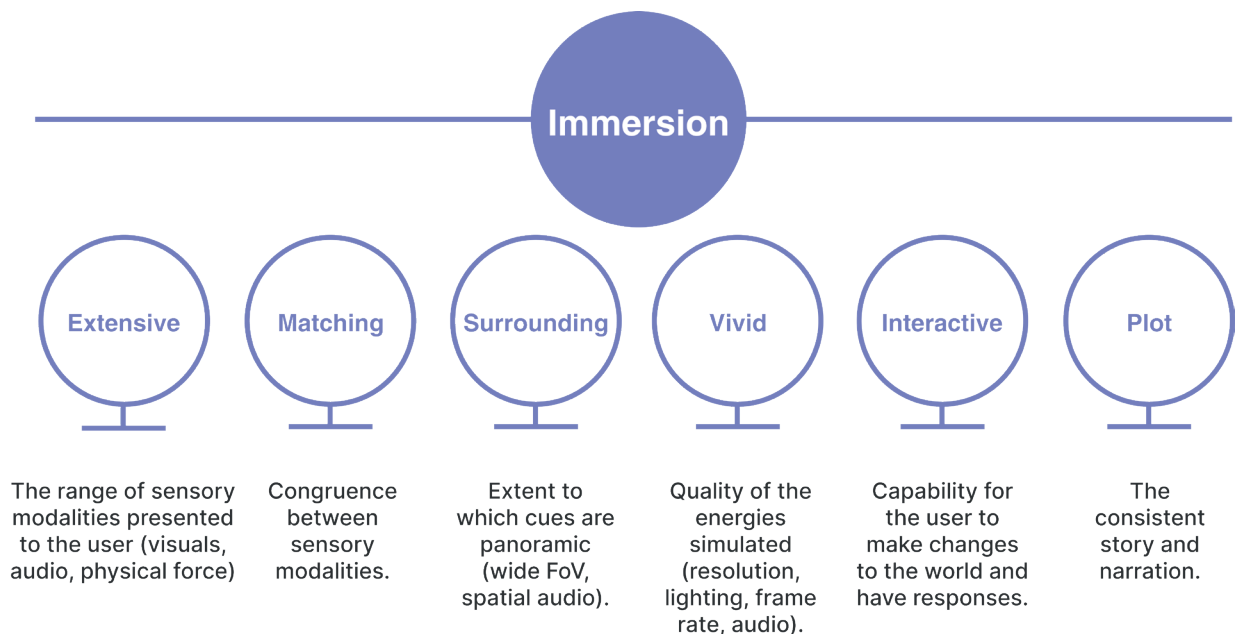 Immersion
Extensive
Matching
Surrounding
Vivid
Interactive
Plot
The range of sensory
modalities presented
to the user (visuals,
audio, physical force)
Congruence
between
sensory
modalities.
Extent to
which cues are
panoramic
(wide FoV,
spatial audio).
Quality of the
energies
simulated
(resolution,
lighting, frame
rate, audio).
Capability for
the user to
make changes
to the world and
have responses.
The
consistent
story and
narration.